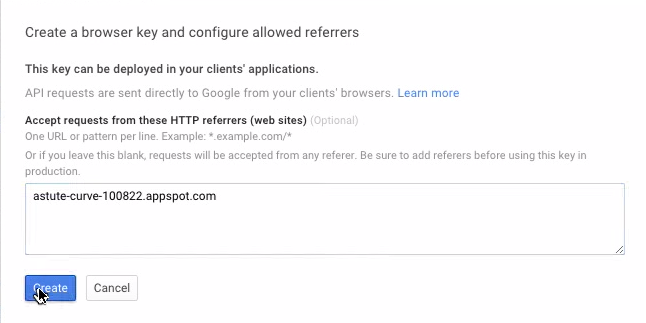 Create a browser key and configure allowed referrers
This key can be deployed in your clients' applications.
API requests are sent directly to Google from your clients' browsers. Learn more
Accept requests from these HTTP referrers (web sites) (Optional)
One URL or pattern per line. Example: *.example.com/*
Or if you leave this blank, requests will be accepted from any referer. Be sure to add referers before using this key in
production.
astute-curve-100822.appspot.com
Create Cancel